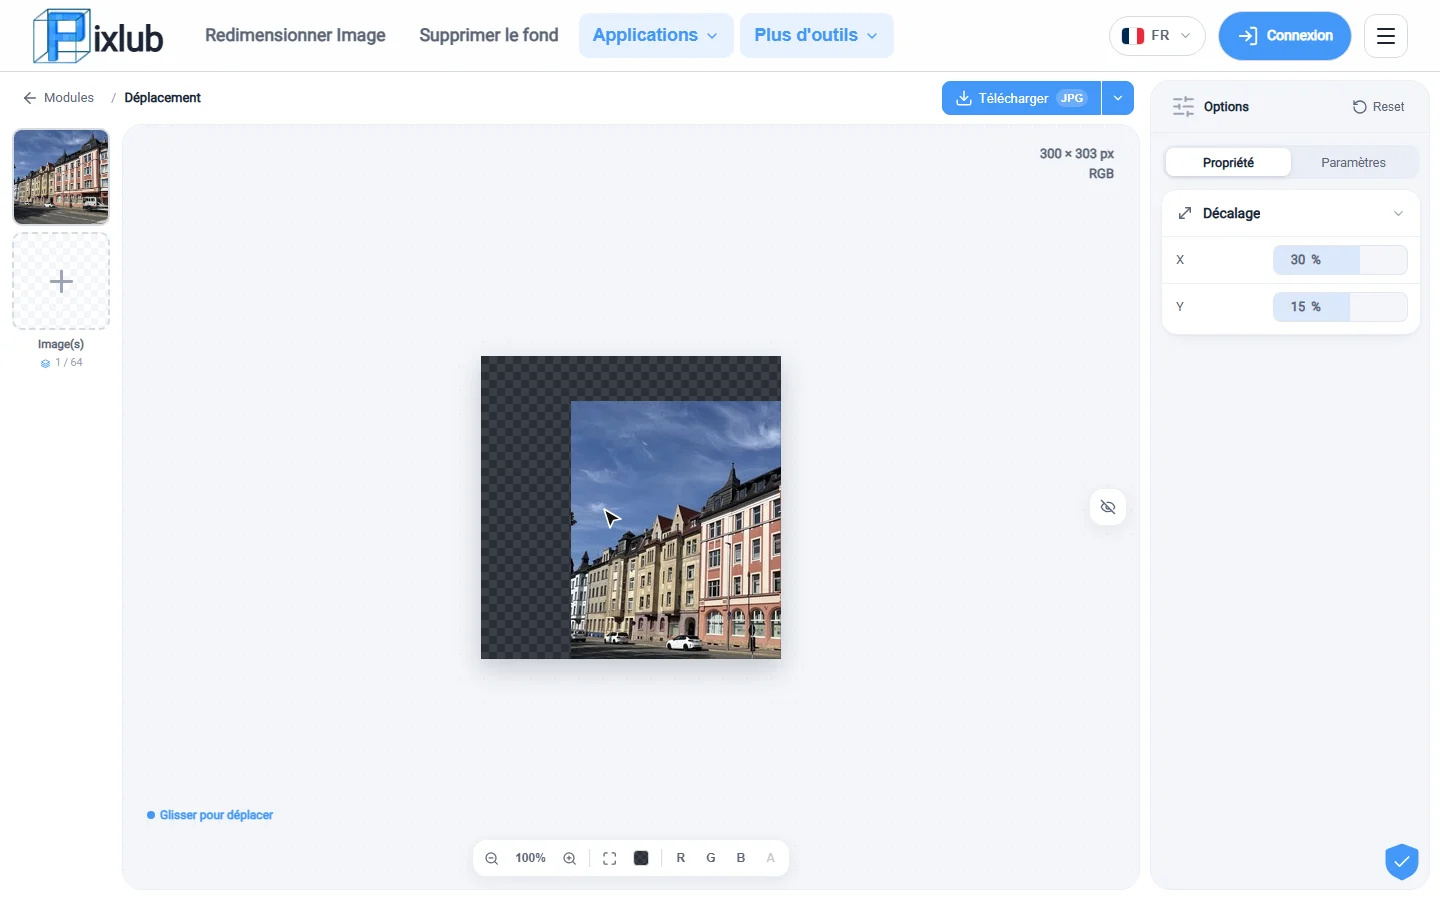 Pixlub
Redimensionner Image
Supprimer le fond
Applications
Plus d'outils
FR
Connexion
Modules / Déplacement
Télécharger JPG
Options
Reset
300 × 303 px
RGB
Propriété
Paramètres
Décalage
X
30 %
Y
15 %
Image(s)
1 / 64
Glisser pour déplacer
100%
R
G
B
A